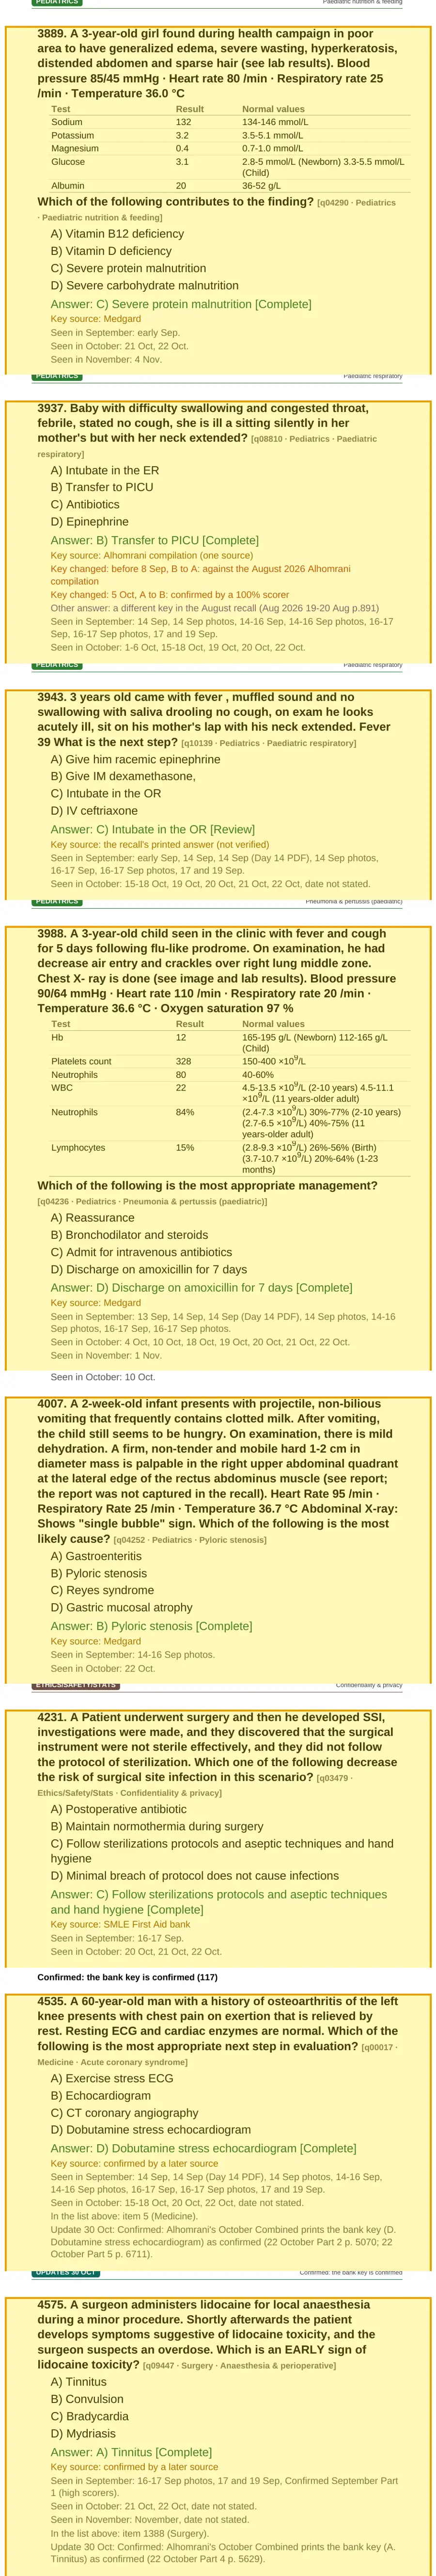 PEDIATRICS
Paediatric nutrition & feeding
3889. A 3-year-old girl found during health campaign in poor
area to have generalized edema, severe wasting, hyperkeratosis,
distended abdomen and sparse hair (see lab results). Blood
pressure 85/45 mmHg · Heart rate 80 /min · Respiratory rate 25
/min · Temperature 36.0 °C
Test Result Normal values
Sodium 132 134-146 mmol/L
Potassium 3.2 3.5-5.1 mmol/L
Magnesium 0.4 0.7-1.0 mmol/L
Glucose 3.1 2.8-5 mmol/L (Newborn) 3.3-5.5 mmol/L
(Child)
Albumin 20 36-52 g/L
Which of the following contributes to the finding? [q04290 · Pediatrics
· Paediatric nutrition & feeding]
A) Vitamin B12 deficiency
B) Vitamin D deficiency
C) Severe protein malnutrition
D) Severe carbohydrate malnutrition
Answer: C) Severe protein malnutrition [Complete]
Key source: Medgard
Seen in September: early Sep.
Seen in October: 21 Oct, 22 Oct.
Seen in November: 4 Nov.
PEDIATRICS
Paediatric respiratory
3937. Baby with difficulty swallowing and congested throat,
febrile, stated no cough, she is ill a sitting silently in her
mother's but with her neck extended? [q08810 · Pediatrics · Paediatric
respiratory]
A) Intubate in the ER
B) Transfer to PICU
C) Antibiotics
D) Epinephrine
Answer: B) Transfer to PICU [Complete]
Key source: Alhomrani compilation (one source)
Key changed: before 8 Sep, B to A: against the August 2026 Alhomrani
compilation
Key changed: 5 Oct, A to B: confirmed by a 100% scorer
Other answer: a different key in the August recall (Aug 2026 19-20 Aug p.891)
Seen in September: 14 Sep, 14 Sep photos, 14-16 Sep, 14-16 Sep photos, 16-17
Sep, 16-17 Sep photos, 17 and 19 Sep.
Seen in October: 1-6 Oct, 15-18 Oct, 19 Oct, 20 Oct, 22 Oct.
PEDIATRICS
Paediatric respiratory
3943. 3 years old came with fever , muffled sound and no
swallowing with saliva drooling no cough, on exam he looks
acutely ill, sit on his mother's lap with his neck extended. Fever
39 What is the next step? [q10139 · Pediatrics · Paediatric respiratory]
A) Give him racemic epinephrine
B) Give IM dexamethasone,
C) Intubate in the OR
D) IV ceftriaxone
Answer: C) Intubate in the OR [Review]
Key source: the recall's printed answer (not verified)
Seen in September: early Sep, 14 Sep, 14 Sep (Day 14 PDF), 14 Sep photos,
16-17 Sep, 16-17 Sep photos, 17 and 19 Sep.
Seen in October: 15-18 Oct, 19 Oct, 20 Oct, 21 Oct, 22 Oct, date not stated.
PEDIATRICS
Pneumonia & pertussis (paediatric)
3988. A 3-year-old child seen in the clinic with fever and cough
for 5 days following flu-like prodrome. On examination, he had
decrease air entry and crackles over right lung middle zone.
Chest X- ray is done (see image and lab results). Blood pressure
90/64 mmHg · Heart rate 110 /min · Respiratory rate 20 /min ·
Temperature 36.6 °C · Oxygen saturation 97 %
Test Result Normal values
Hb 12 165-195 g/L (Newborn) 112-165 g/L
(Child)
Platelets count 328 150-400 ×10⁹/L
Neutrophils 80 40-60%
WBC 22 4.5-13.5 ×10⁹/L (2-10 years) 4.5-11.1
×10⁹/L (11 years-older adult)
Neutrophils 84% (2.4-7.3 ×10⁹/L) 30%-77% (2-10 years)
(2.7-6.5 ×10⁹/L) 40%-75% (11
years-older adult)
Lymphocytes 15% (2.8-9.3 ×10⁹/L) 26%-56% (Birth)
(3.7-10.7 ×10⁹/L) 20%-64% (1-23
months)
Which of the following is the most appropriate management?
[q04236 · Pediatrics · Pneumonia & pertussis (paediatric)]
A) Reassurance
B) Bronchodilator and steroids
C) Admit for intravenous antibiotics
D) Discharge on amoxicillin for 7 days
Answer: D) Discharge on amoxicillin for 7 days [Complete]
Key source: Medgard
Seen in September: 13 Sep, 14 Sep, 14 Sep (Day 14 PDF), 14 Sep photos, 14-16
Sep photos, 16-17 Sep, 16-17 Sep photos.
Seen in October: 4 Oct, 10 Oct, 18 Oct, 19 Oct, 20 Oct, 21 Oct, 22 Oct.
Seen in November: 1 Nov.
Seen in October: 10 Oct.
4007. A 2-week-old infant presents with projectile, non-bilious
vomiting that frequently contains clotted milk. After vomiting,
the child still seems to be hungry. On examination, there is mild
dehydration. A firm, non-tender and mobile hard 1-2 cm in
diameter mass is palpable in the right upper abdominal quadrant
at the lateral edge of the rectus abdominus muscle (see report;
the report was not captured in the recall). Heart Rate 95 /min ·
Respiratory Rate 25 /min · Temperature 36.7 °C Abdominal X-ray:
Shows "single bubble" sign. Which of the following is the most
likely cause? [q04252 · Pediatrics · Pyloric stenosis]
A) Gastroenteritis
B) Pyloric stenosis
C) Reyes syndrome
D) Gastric mucosal atrophy
Answer: B) Pyloric stenosis [Complete]
Key source: Medgard
Seen in September: 14-16 Sep photos.
Seen in October: 22 Oct.
ETHICS/SAFETY/STATS
Confidentiality & privacy
4231. A Patient underwent surgery and then he developed SSI,
investigations were made, and they discovered that the surgical
instrument were not sterile effectively, and they did not follow
the protocol of sterilization. Which one of the following decrease
the risk of surgical site infection in this scenario? [q03479 ·
Ethics/Safety/Stats · Confidentiality & privacy]
A) Postoperative antibiotic
B) Maintain normothermia during surgery
C) Follow sterilizations protocols and aseptic techniques and hand
hygiene
D) Minimal breach of protocol does not cause infections
Answer: C) Follow sterilizations protocols and aseptic techniques
and hand hygiene [Complete]
Key source: SMLE First Aid bank
Seen in September: 16-17 Sep.
Seen in October: 20 Oct, 21 Oct, 22 Oct.
Confirmed: the bank key is confirmed (117)
4535. A 60-year-old man with a history of osteoarthritis of the left
knee presents with chest pain on exertion that is relieved by
rest. Resting ECG and cardiac enzymes are normal. Which of the
following is the most appropriate next step in evaluation? [q00017 ·
Medicine · Acute coronary syndrome]
A) Exercise stress ECG
B) Echocardiogram
C) CT coronary angiography
D) Dobutamine stress echocardiogram
Answer: D) Dobutamine stress echocardiogram [Complete]
Key source: confirmed by a later source
Seen in September: 14 Sep, 14 Sep (Day 14 PDF), 14 Sep photos, 14-16 Sep,
14-16 Sep photos, 16-17 Sep, 16-17 Sep photos, 17 and 19 Sep.
Seen in October: 15-18 Oct, 20 Oct, 22 Oct, date not stated.
In the list above: item 5 (Medicine).
Update 30 Oct: Confirmed: Alhomrani's October Combined prints the bank key (D.
Dobutamine stress echocardiogram) as confirmed (22 October Part 2 p. 5070; 22
October Part 5 p. 6711).
UPDATES 30 OCT
Confirmed: the bank key is confirmed
4575. A surgeon administers lidocaine for local anaesthesia
during a minor procedure. Shortly afterwards the patient
develops symptoms suggestive of lidocaine toxicity, and the
surgeon suspects an overdose. Which is an EARLY sign of
lidocaine toxicity? [q09447 · Surgery · Anaesthesia & perioperative]
A) Tinnitus
B) Convulsion
C) Bradycardia
D) Mydriasis
Answer: A) Tinnitus [Complete]
Key source: confirmed by a later source
Seen in September: 16-17 Sep photos, 17 and 19 Sep, Confirmed September Part
1 (high scorers).
Seen in October: 21 Oct, 22 Oct, date not stated.
Seen in November: November, date not stated.
In the list above: item 1388 (Surgery).
Update 30 Oct: Confirmed: Alhomrani's October Combined prints the bank key (A.
Tinnitus) as confirmed (22 October Part 4 p. 5629).